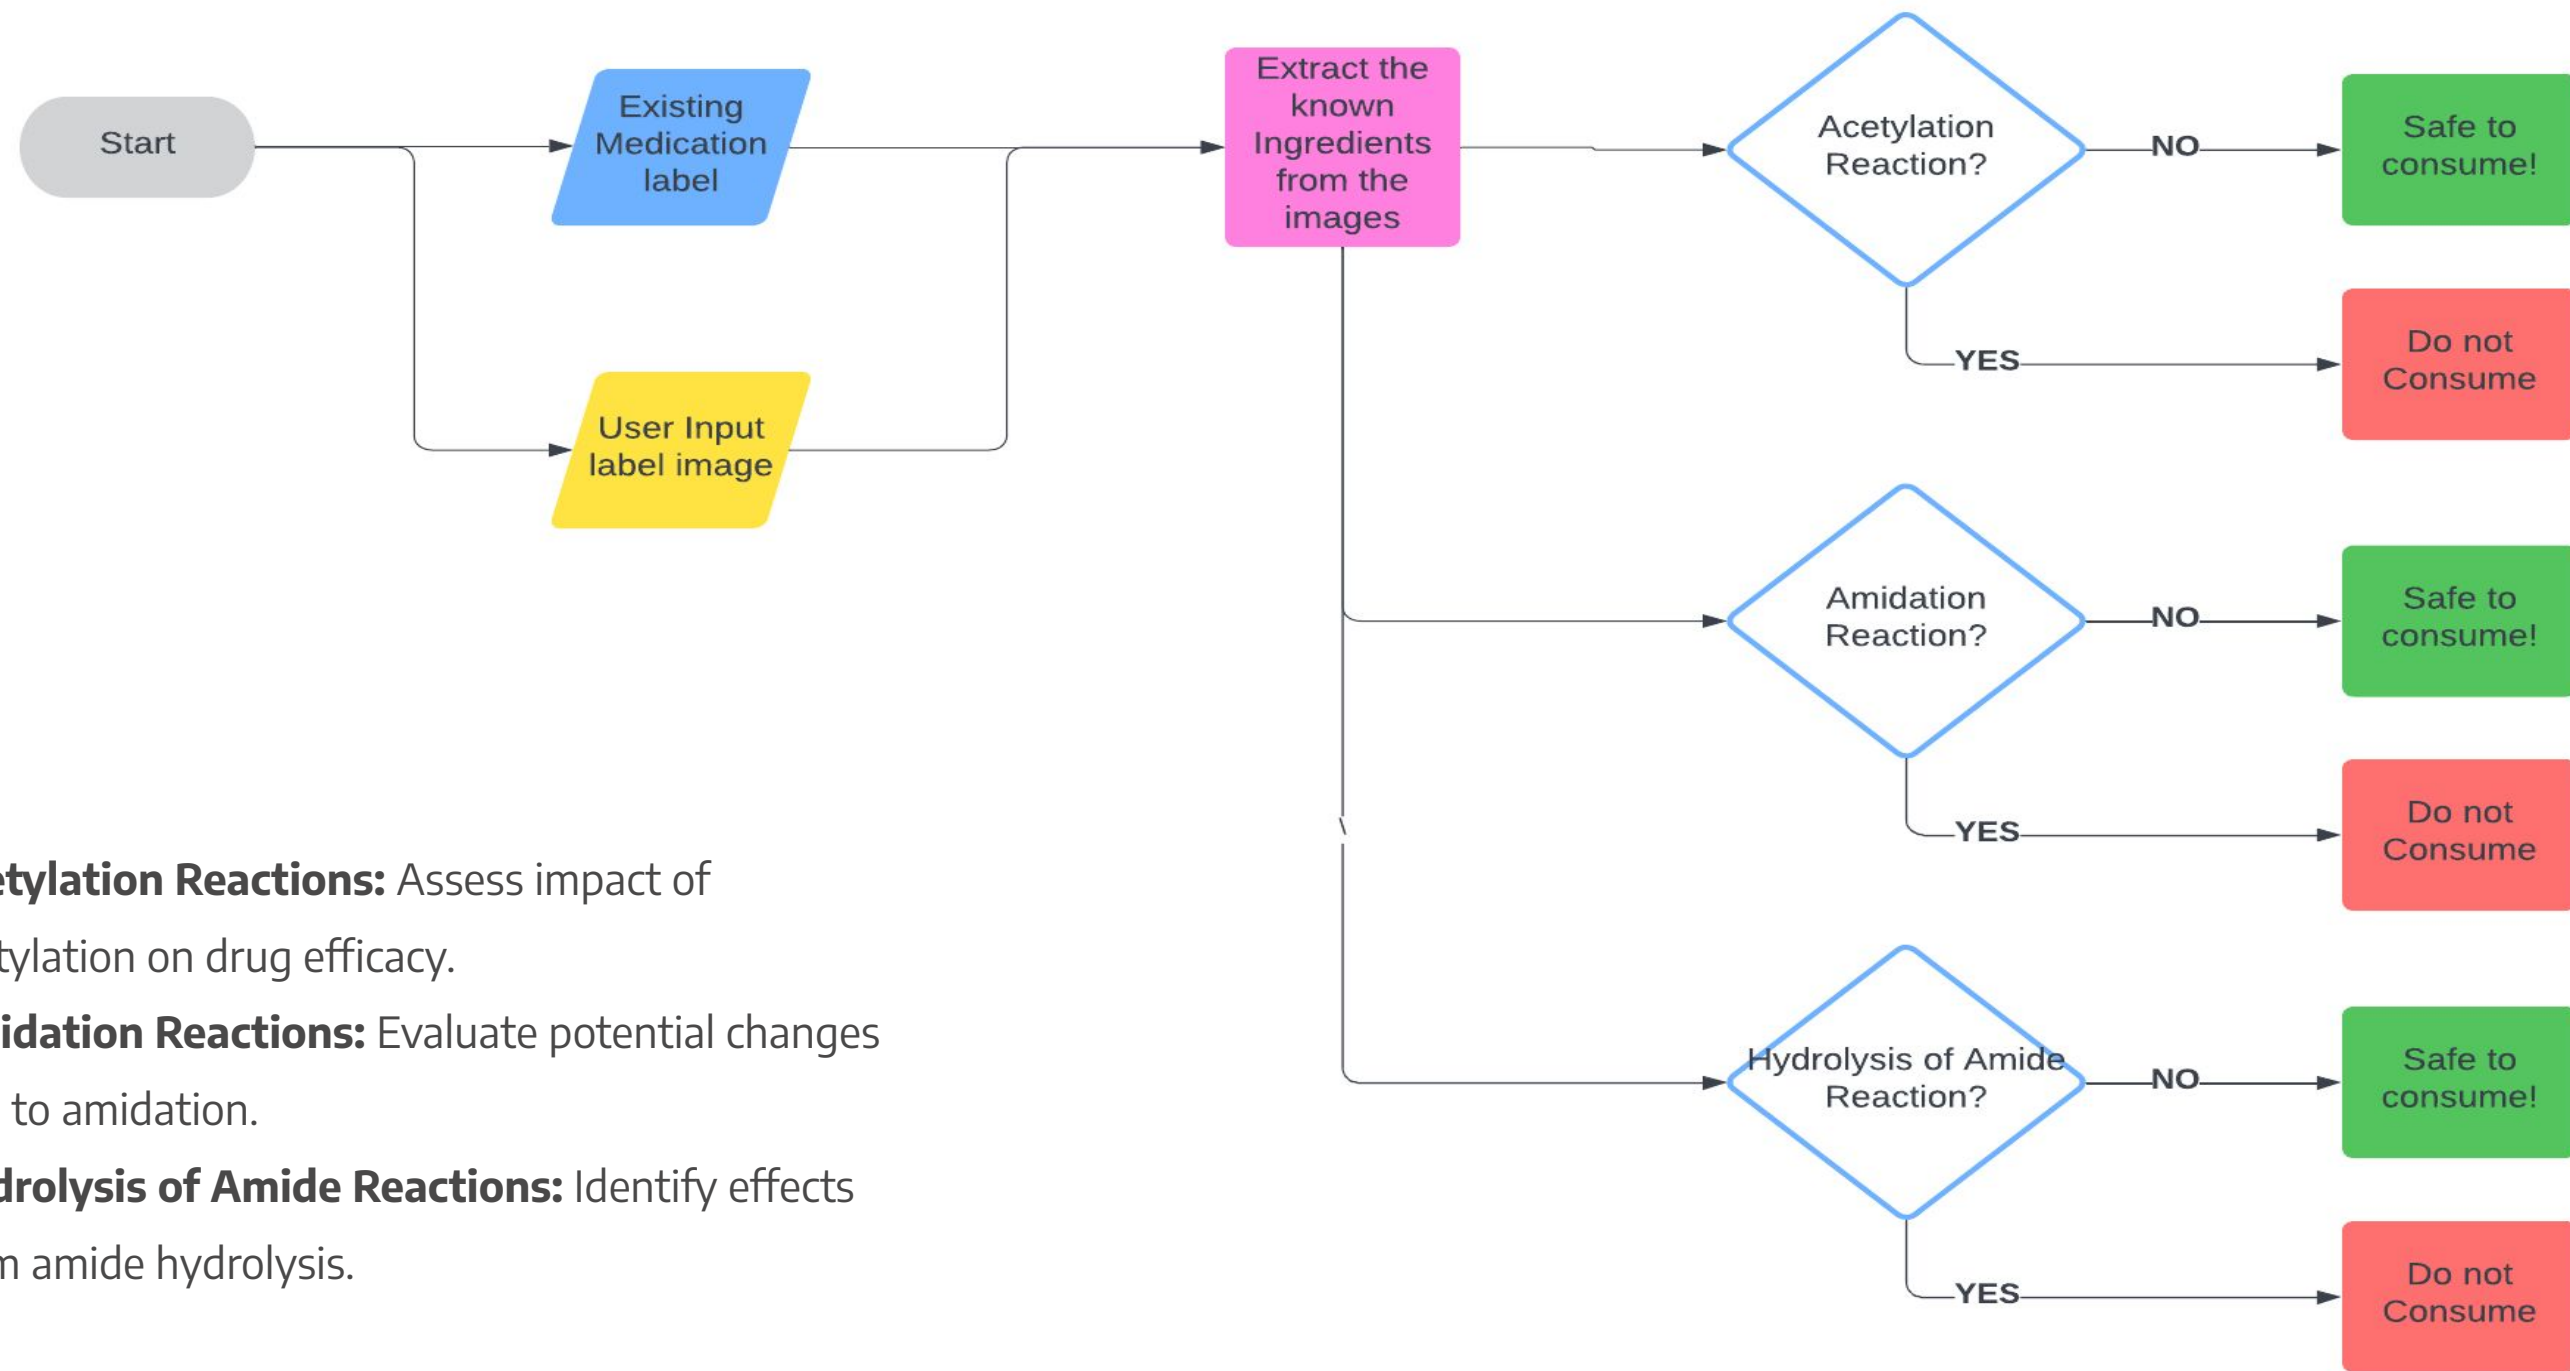 Start
Existing
Medication
label
User Input
label image
Extract the
known
Ingredients
from the
images
Acetylation
Reaction?
NO
Safe to
consume!
YES
Do not
Consume
Amidation
Reaction?
NO
Safe to
consume!
YES
Do not
Consume
Hydrolysis of Amide
Reaction?
NO
Safe to
consume!
YES
Do not
Consume
etylation Reactions: Assess impact of
tylation on drug efficacy.
idation Reactions: Evaluate potential changes
to amidation.
drolysis of Amide Reactions: Identify effects
m amide hydrolysis.